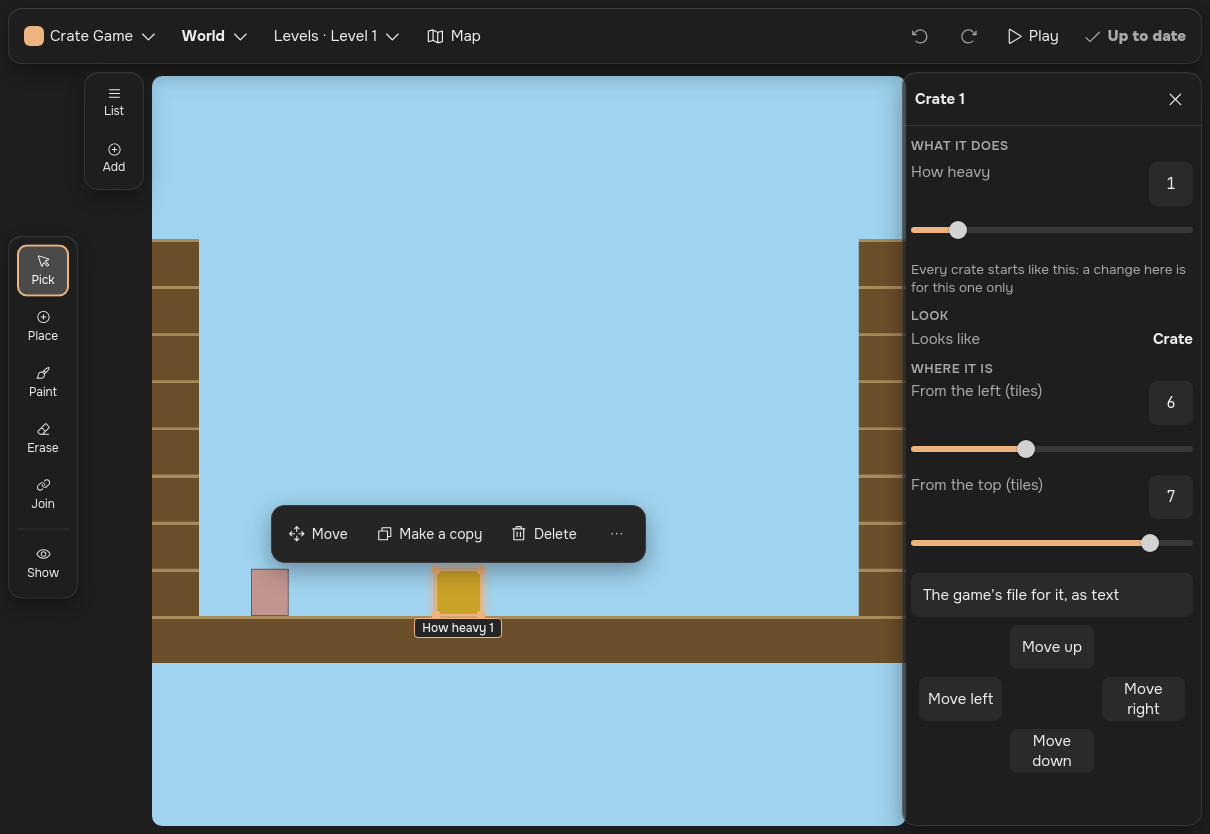 Crate Game
World
Levels · Level 1
Map
Play
Up to date
List
Add
Pick
Place
Paint
Erase
Join
Show
Move
Make a copy
Delete
...
How heavy 1
Crate 1
WHAT IT DOES
How heavy
1
Every crate starts like this: a change here is
for this one only
LOOK
Looks like
Crate
WHERE IT IS
From the left (tiles)
6
From the top (tiles)
7
The game's file for it, as text
Move up
Move left
Move
right
Move
down